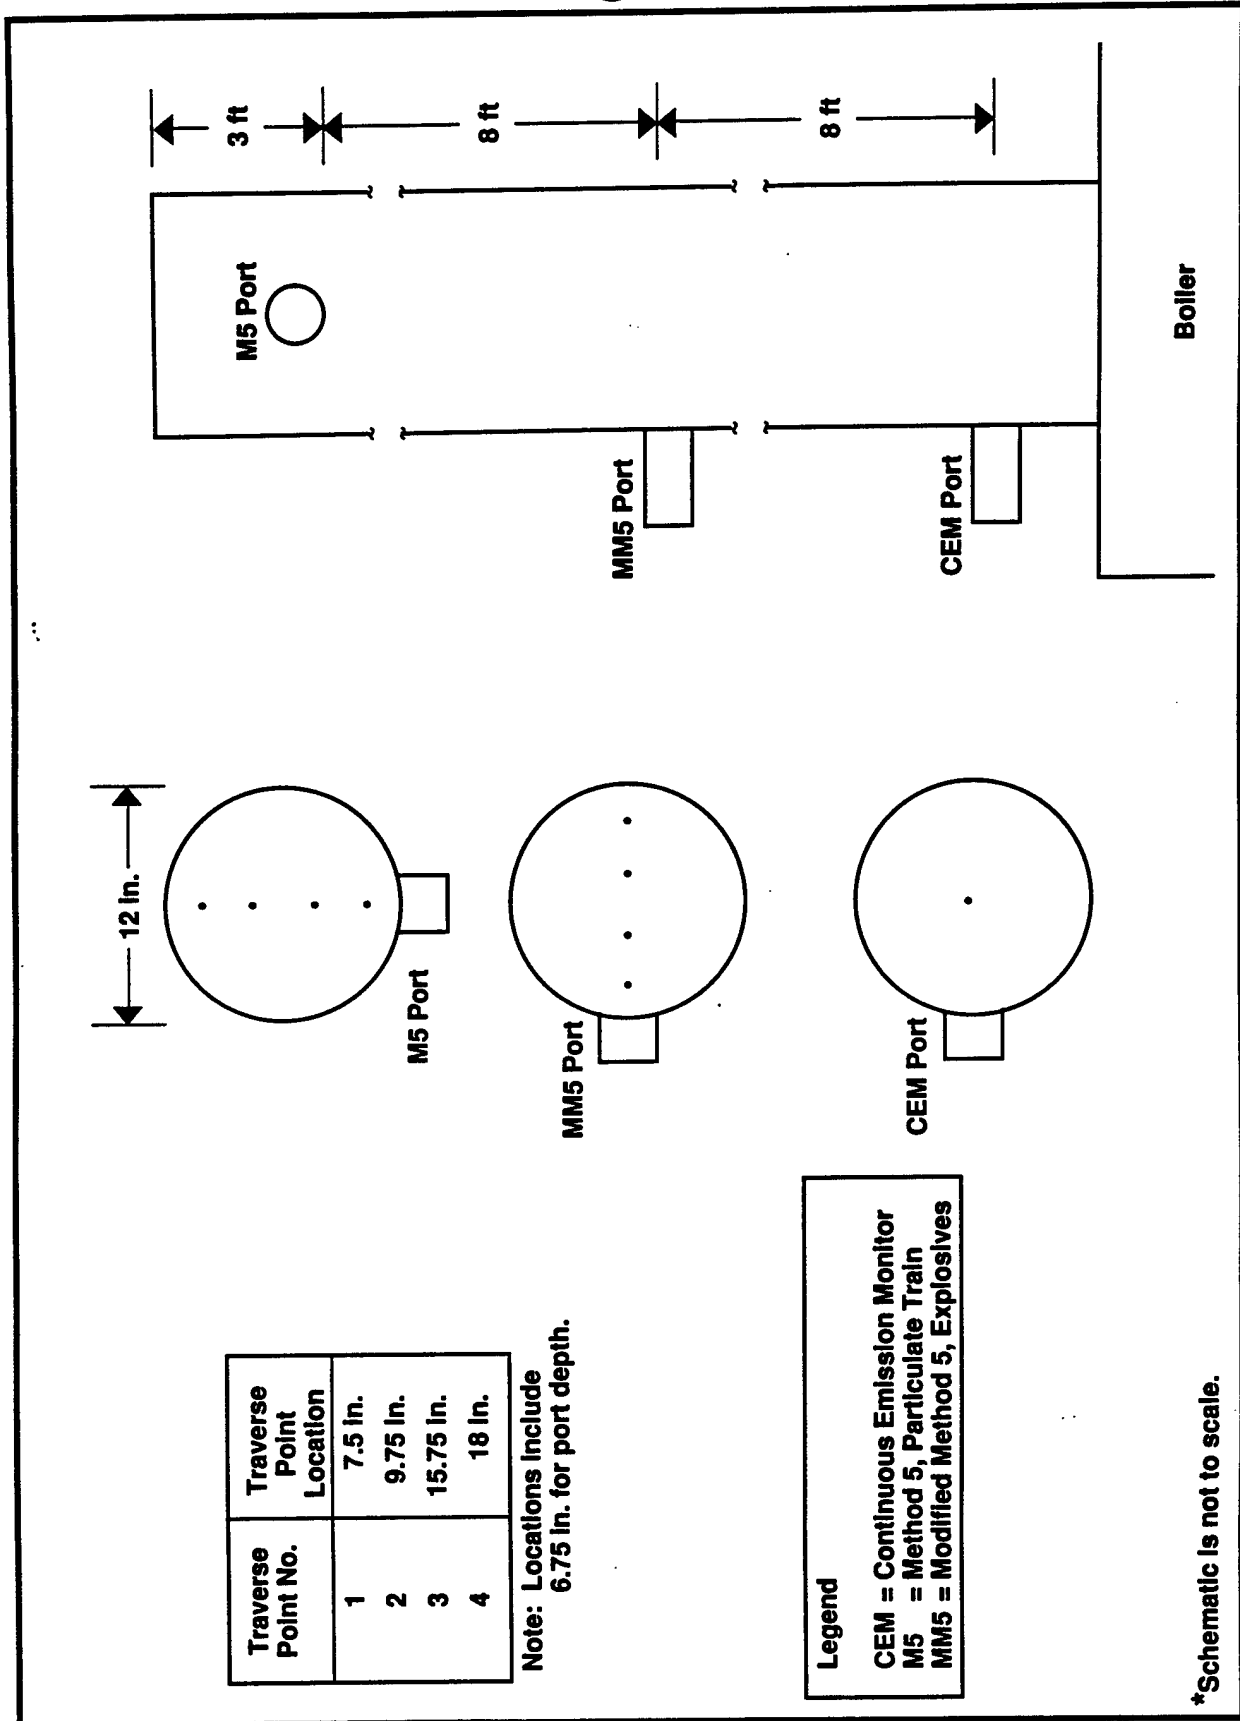 12 in.
M5 Port
MM5 Port
CEM Port
M5 Port
MM5 Port
CEM Port
3 ft
8 ft
8 ft
Boiler
Traverse Point No.
Traverse Point Location
1 7.5 in.
2 9.75 in.
3 15.75 in.
4 18 in.
Note: Locations include
6.75 in. for port depth.
Legend
CEM = Continuous Emission Monitor
M5 = Method 5, Particulate Train
MM5 = Modified Method 5, Explosives
*Schematic is not to scale.